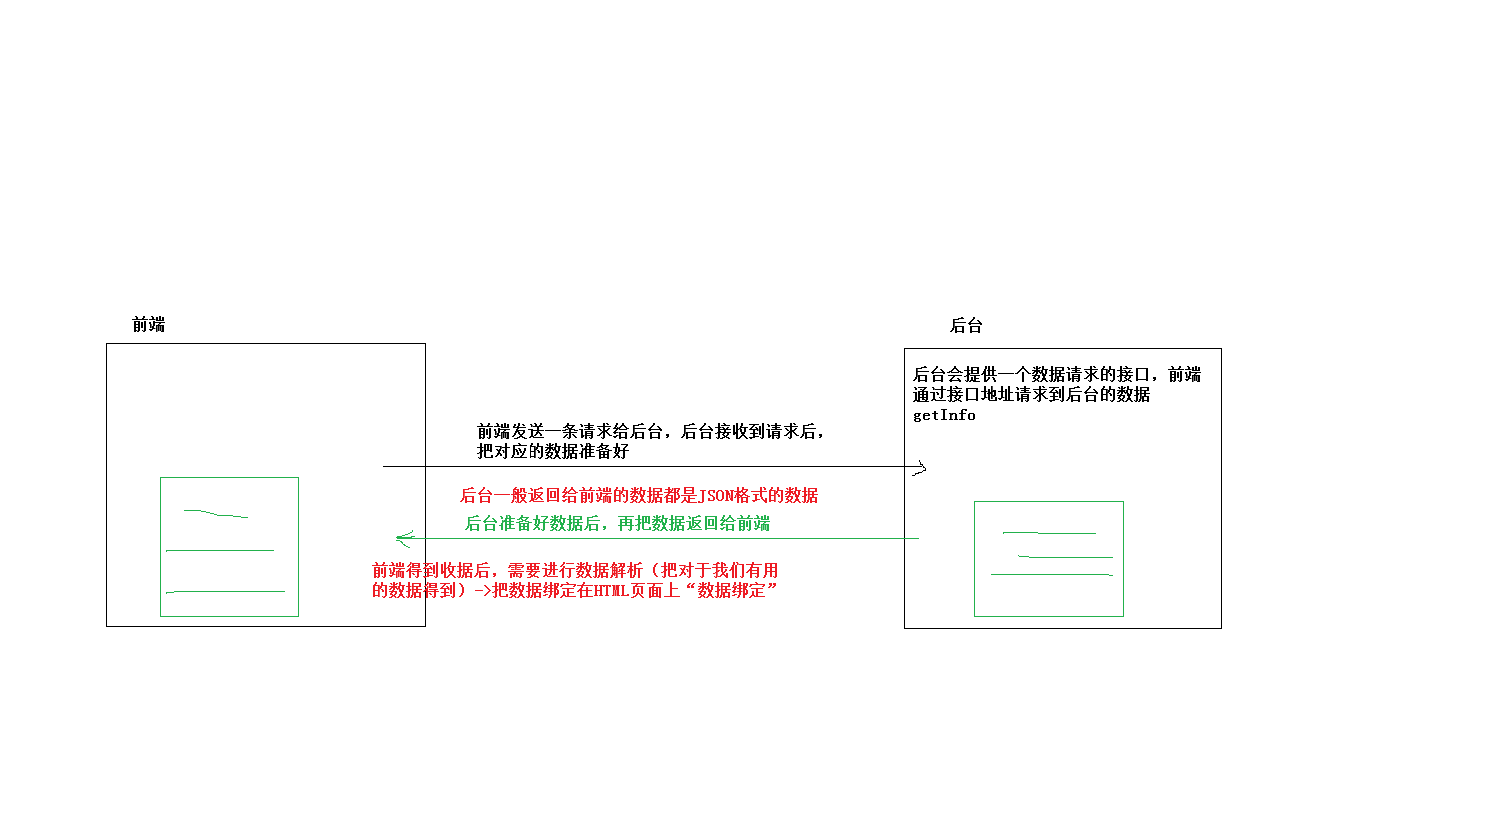 前端
后台
后台会提供一个数据请求的接口，前端
通过接口地址请求到后台的数据
getInfo
前端发送一条请求给后台，后台接收到请求后，
把对应的数据准备好
后台一般返回给前端的数据都是JSON格式的数据
后台准备好数据后，再把数据返回给前端
前端得到收据后，需要进行数据解析（把对于我们有用
的数据得到）->把数据绑定在HTML页面上“数据绑定”